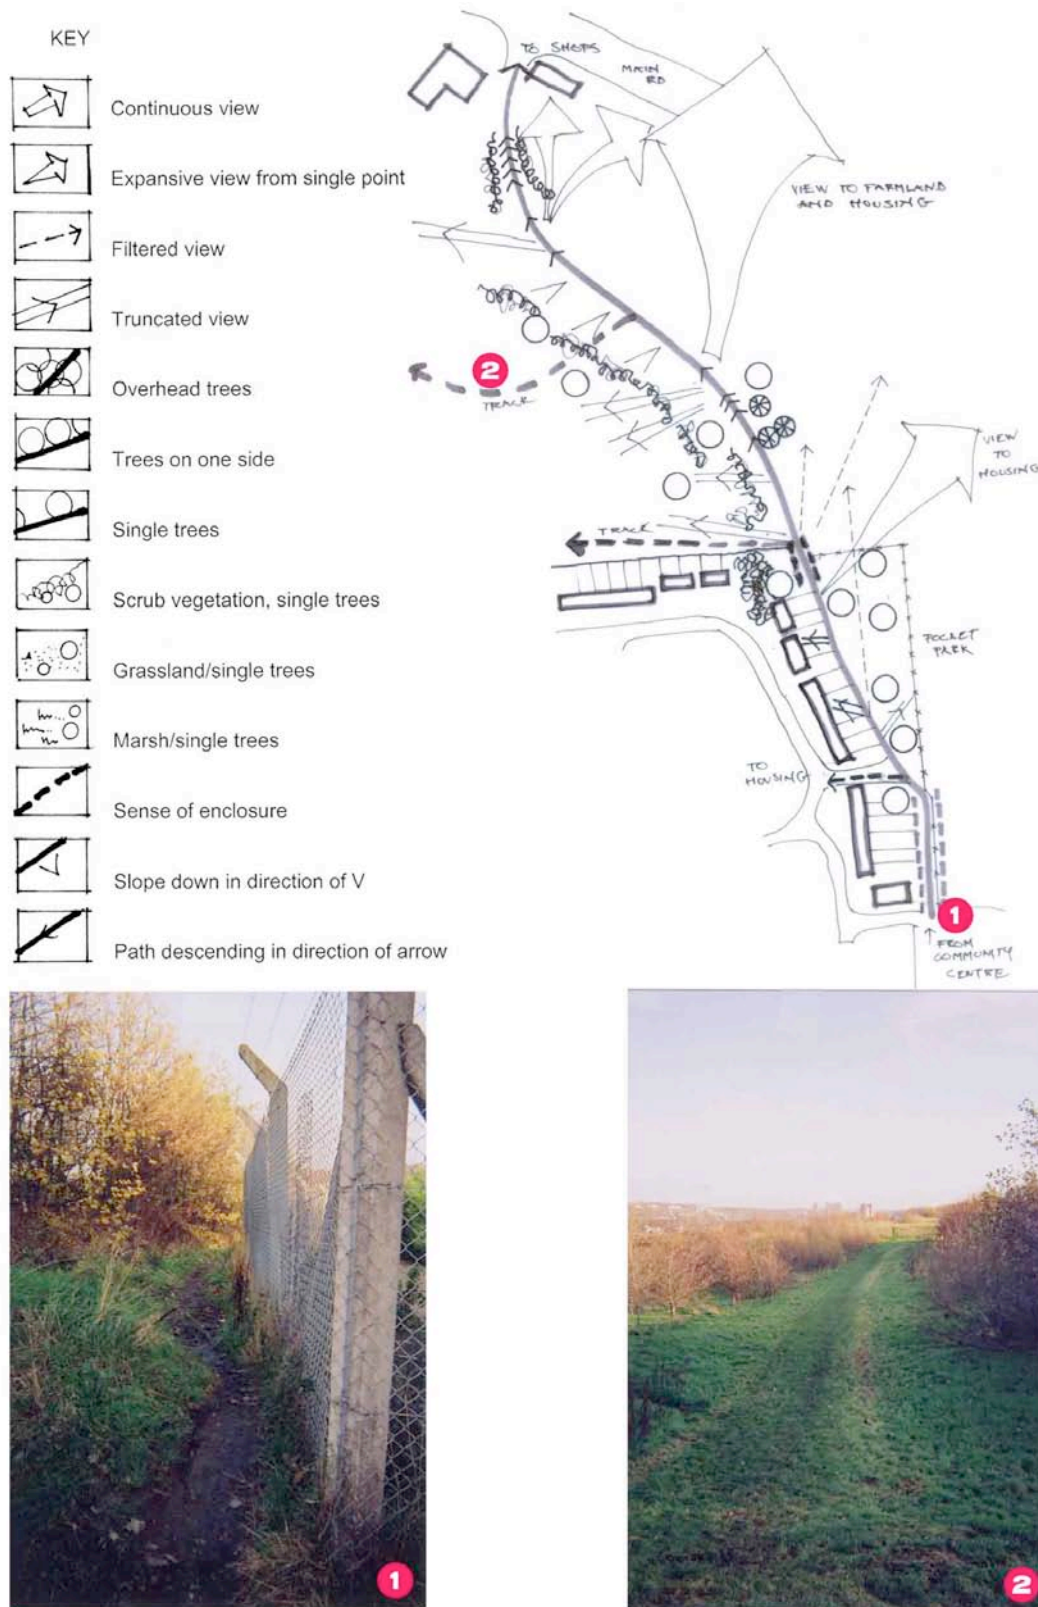 KEY
Continuous view
Expansive view from single point
Filtered view
Truncated view
Overhead trees
Trees on one side
Single trees
Scrub vegetation, single trees
Grassland/single trees
Marsh/single trees
Sense of enclosure
Slope down in direction of V
Path descending in direction of arrow
TO SHOPS
MAIN
RD
VIEW TO FARMLAND
AND HOUSING
2
TRACK
VIEW
TO
HOUSING
TRACK
POCKET
PARK
TO
HOUSING
1
FROM
COMMUNITY
CENTRE
1
2